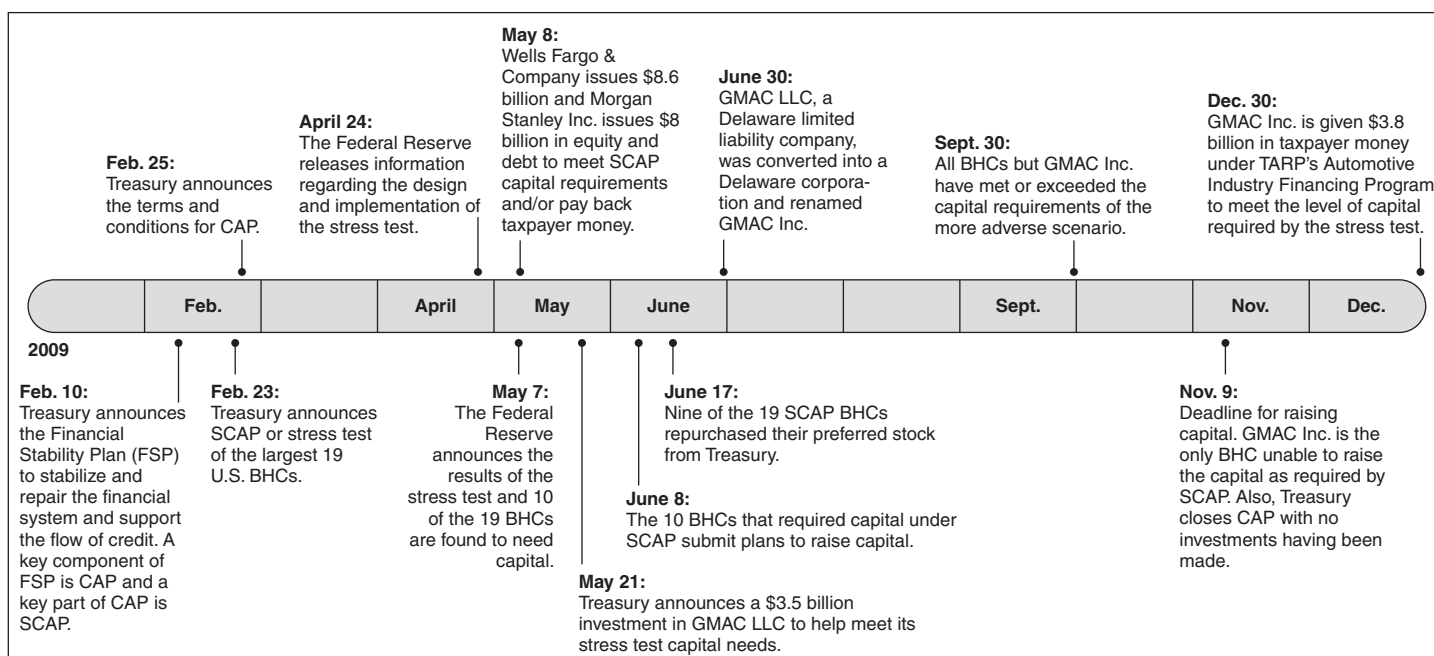 May 8:
Wells Fargo &
Company issues $8.6
billion and Morgan
Stanley Inc. issues $8
billion in equity and
debt to meet SCAP
capital requirements
and/or pay back
taxpayer money.
June 30:
GMAC LLC, a
Delaware limited
liability company,
was converted into a
Delaware corpora-
tion and renamed
GMAC Inc.
Dec. 30:
GMAC Inc. is given $3.8
billion in taxpayer money
under TARP's Automotive
Industry Financing Program
to meet the level of capital
required by the stress test.
April 24:
The Federal Reserve
releases information
regarding the design
and implementation of
the stress test.
Sept. 30:
All BHCs but GMAC Inc.
have met or exceeded the
capital requirements of the
more adverse scenario.
Feb. 25:
Treasury announces
the terms and
conditions for CAP.
Feb. April May June Sept. Nov. Dec.
2009
Feb. 10:
Treasury announces
the Financial
Stability Plan (FSP)
to stabilize and
repair the financial
system and support
the flow of credit. A
key component of
FSP is CAP and a
key part of CAP is
SCAP.
Feb. 23:
Treasury announces
SCAP or stress test
of the largest 19
U.S. BHCs.
May 7:
The Federal
Reserve
announces the
results of the
stress test and 10
of the 19 BHCs
are found to need
capital.
June 17:
Nine of the 19 SCAP BHCs
repurchased their preferred stock
from Treasury.
June 8:
The 10 BHCs that required capital under
SCAP submit plans to raise capital.
May 21:
Treasury announces a $3.5 billion
investment in GMAC LLC to help meet its
stress test capital needs.
Nov. 9:
Deadline for raising
capital. GMAC Inc. is the
only BHC unable to raise
the capital as required by
SCAP. Also, Treasury
closes CAP with no
investments having been
made.